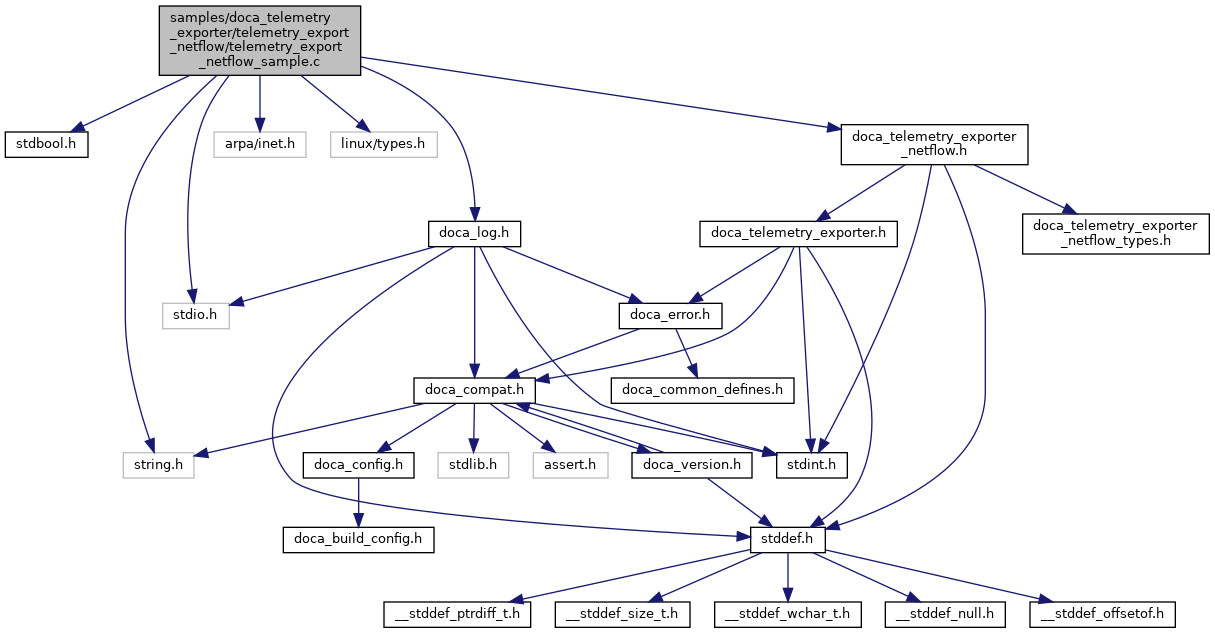 samples/doca_telemetry
_exporter/telemetry_export
_netflow/telemetry_export
_netflow_sample.c
stdbool.h
arpa/inet.h
linux/types.h
doca_telemetry_exporter
_netflow.h
doca_log.h
doca_telemetry_exporter.h
doca_telemetry_exporter
_netflow_types.h
stdio.h
doca_error.h
doca_compat.h
doca_common_defines.h
string.h
doca_config.h
stdlib.h
assert.h
doca_version.h
stdint.h
doca_build_config.h
stddef.h
__stddef_ptrdiff_t.h
__stddef_size_t.h
__stddef_wchar_t.h
__stddef_null.h
__stddef_offsetof.h